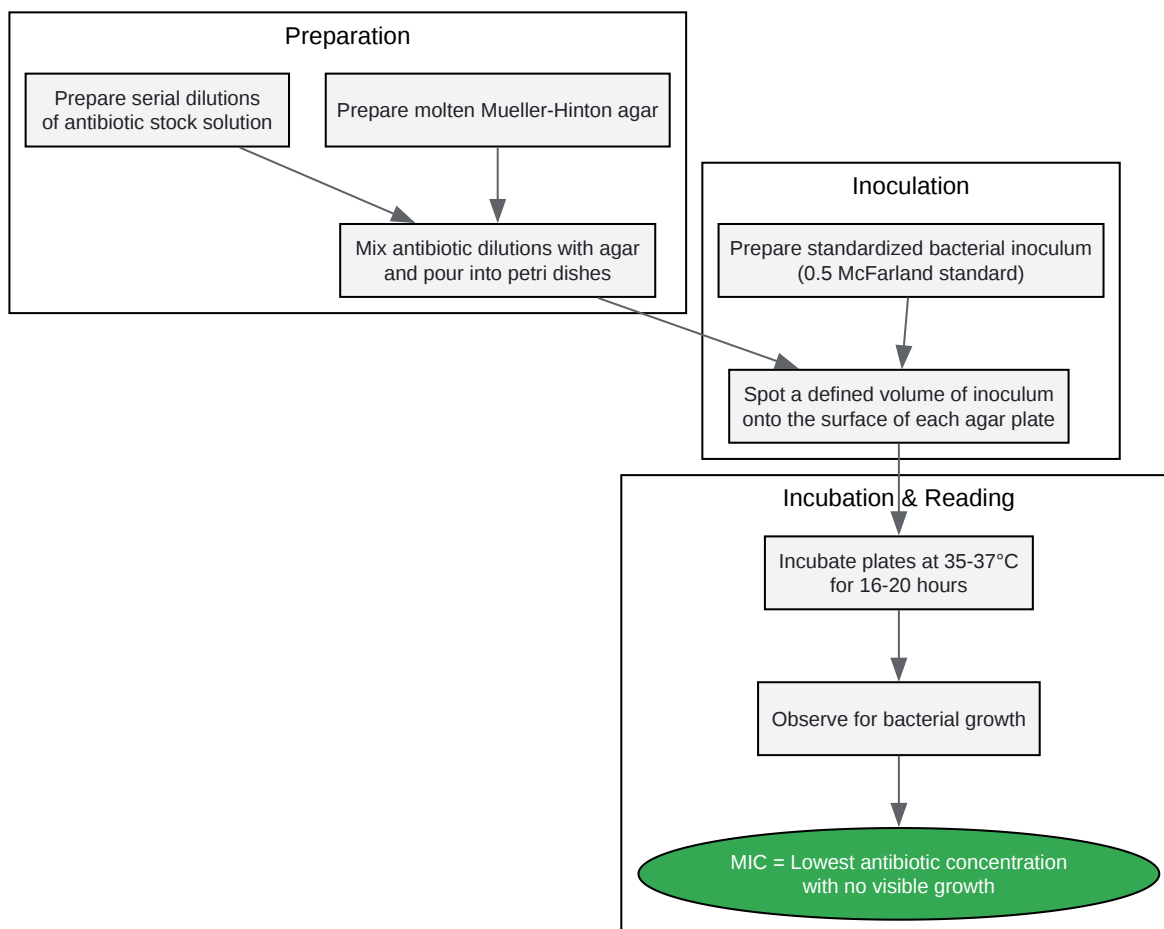 Preparation
Prepare serial dilutions
of antibiotic stock solution
Prepare molten Mueller-Hinton agar
Mix antibiotic dilutions with agar
and pour into petri dishes
Inoculation
Prepare standardized bacterial inoculum
(0.5 McFarland standard)
Spot a defined volume of inoculum
onto the surface of each agar plate
Incubation & Reading
Incubate plates at 35-37°C
for 16-20 hours
Observe for bacterial growth
MIC = Lowest antibiotic concentration
with no visible growth